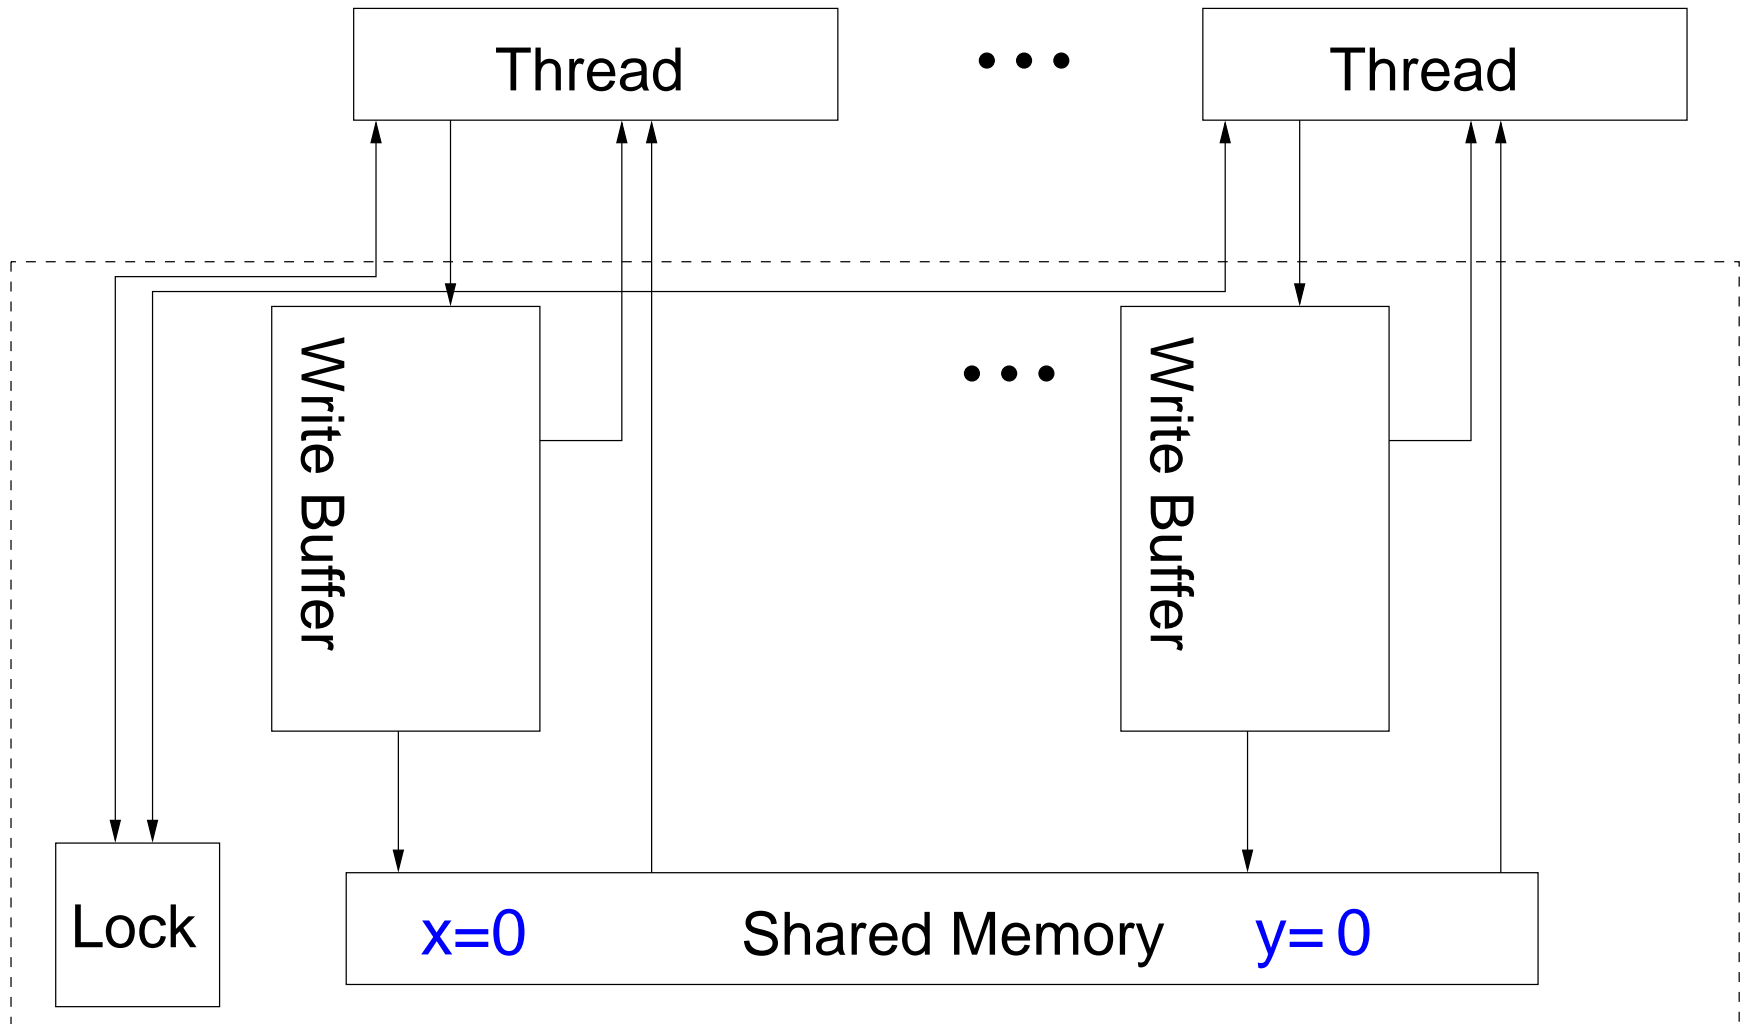 Thread
Thread
Write Buffer
Write Buffer
Lock
x=0
Shared Memory
y= 0